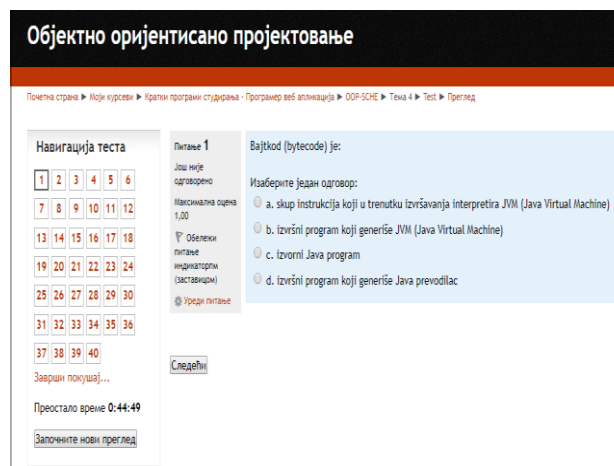 Објектно оријентисано пројектовање
Почетна страна ► Моји курсеви ► Кратки програми студирања - Програмер веб апликација ► OOP-SCHE ► Тема 4 ► Test ► Преглед
Навигација теста
1 2 3 4 5 6
7 8 9 10 11 12
13 14 15 16 17 18
19 20 21 22 23 24
25 26 27 28 29 30
31 32 33 34 35 36
37 38 39 40
Заврши покушај...
Преостало време 0:44:49
Започните нови преглед
Питање 1
Још није
одговорено
Максимална оцена
1,00
Обележи
питање
индикаторпм
(заставицом)
Уреди питање
Bajtkod (bytecode) je:
Изаберите један одговор:
a. skup instrukcija koji u trenutku izvršavanja interpretira JVM (Java Virtual Machine)
b. izvršni program koji generiše JVM (Java Virtual Machine)
c. izvorni Java program
d. izvršni program koji generiše Java prevodilac
Следећи